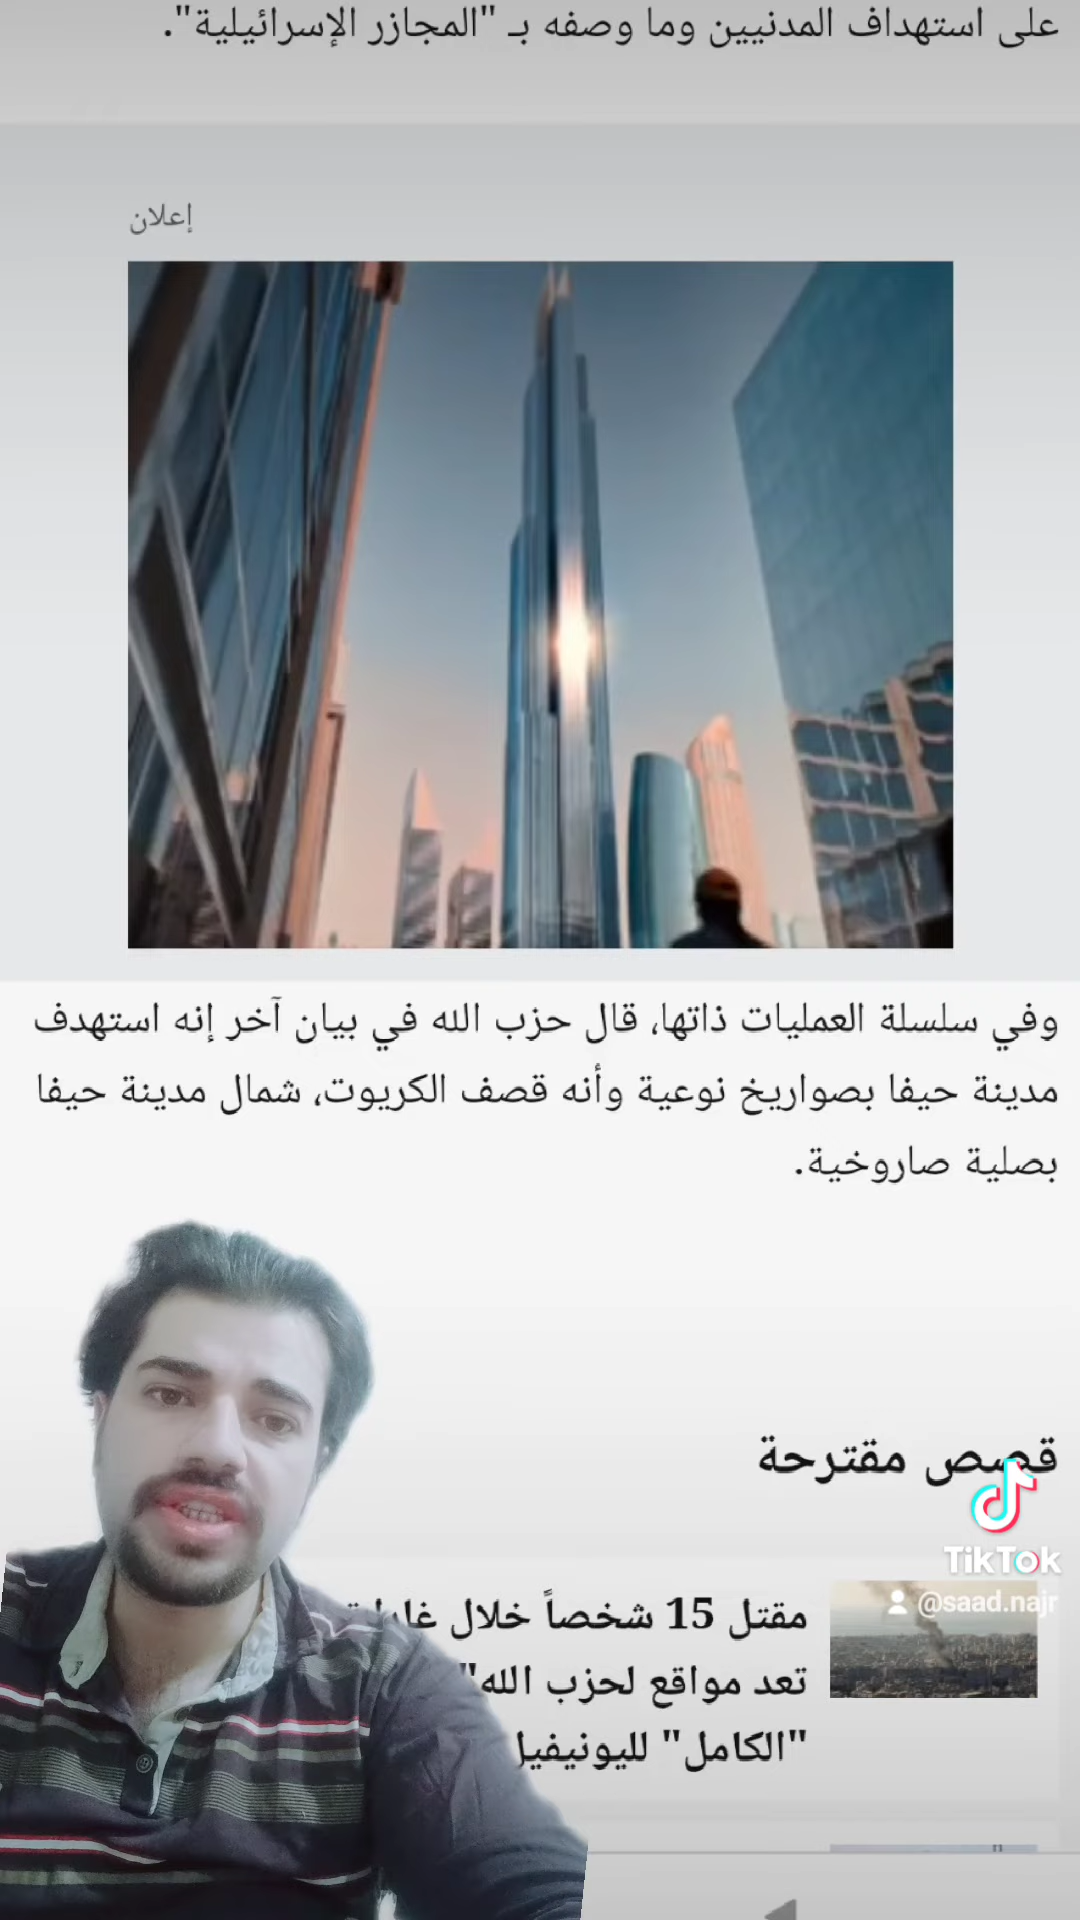 على استهداف المدنيين وما وصفه بـ "المجازر الإسرائيلية".
إعلان
وفي سلسلة العمليات ذاتها، قال حزب الله في بيان آخر إنه استهدف
مدينة حيفا بصواريخ نوعية وأنه قصف الكريوت، شمال مدينة حيفا
بصلية صاروخية.
قصص مقترحة
TikTok
@saad.najr
مقتل 15 شخصاً خلال
تعد مواقع لحزب الله"
"الكامل" لليونيفيل